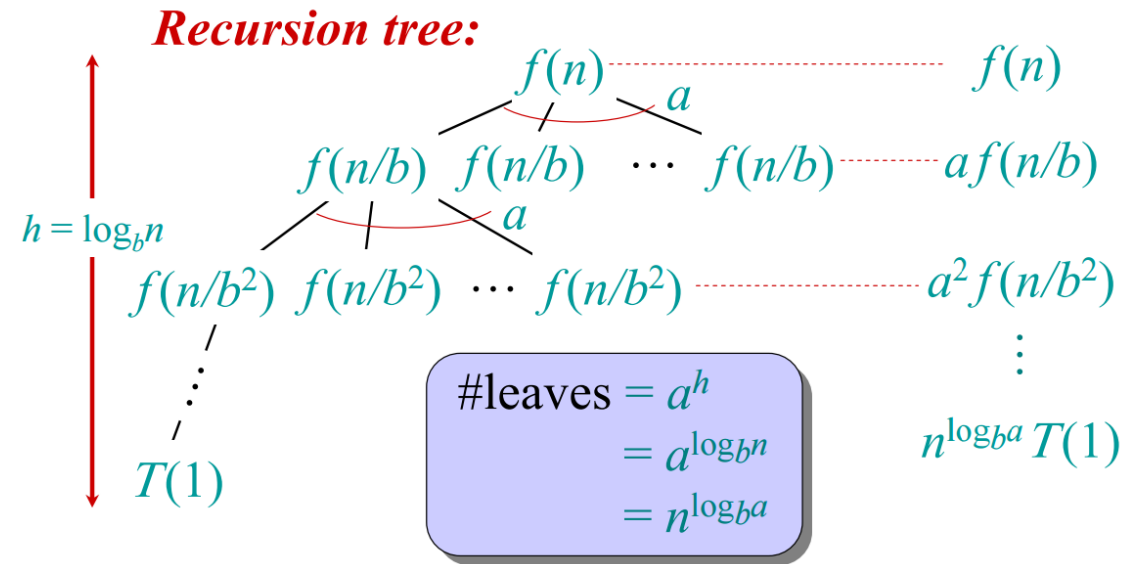 Recursion tree:
f(n) f(n)
a
f(n/b) f(n/b) ⋯ f(n/b) a f(n/b)
a
h = log_b n
f(n/b²) f(n/b²) ⋯ f(n/b²) a² f(n/b²)
⋮ ⋮
#leaves = a^h
= a^{log_b n}
= n^{log_b a}
n^{log_b a} T(1)
T(1)